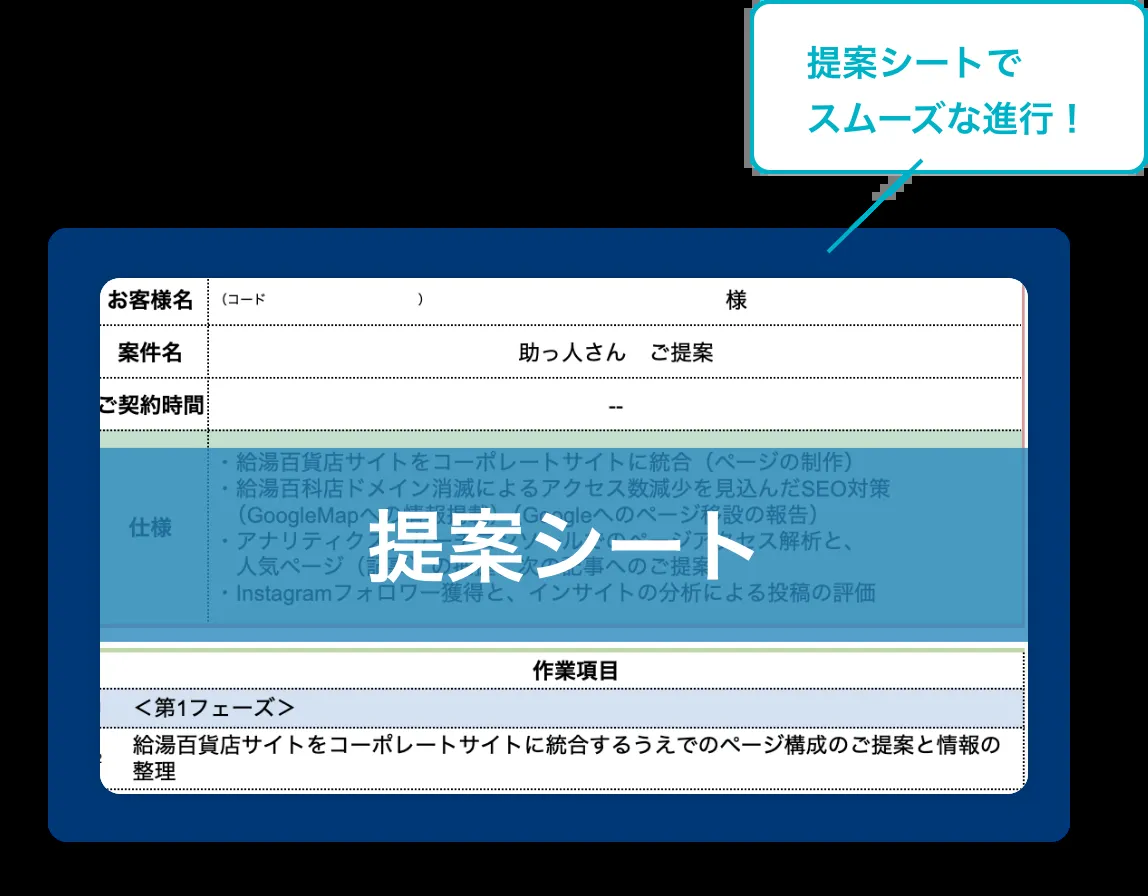 提案シートで
スムーズな進行！
お客様名 （コード ） 様
案件名 助っ人さん ご提案
ご契約時間 --
・給湯百貨店サイトをコーポレートサイトに統合（ページの制作）
・給湯百科店ドメイン消滅によるアクセス数減少を見込んだSEO対策
（GoogleMapへの情報掲載）（Googleへのページ移設の報告）
仕様
提案シート
・アナリティク ルでのページアクセス解析と、
人気ページ 次の記事へのご提案
・Instagramフォロワー獲得と、インサイトの分析による投稿の評価
作業項目
＜第1フェーズ＞
給湯百貨店サイトをコーポレートサイトに統合するうえでのページ構成のご提案と情報の
整理